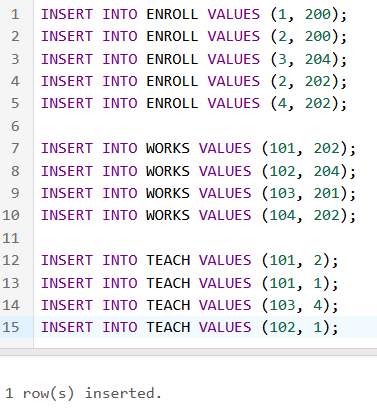 1 INSERT INTO ENROLL VALUES (1, 200);
2 INSERT INTO ENROLL VALUES (2, 200);
3 INSERT INTO ENROLL VALUES (3, 204);
4 INSERT INTO ENROLL VALUES (2, 202);
5 INSERT INTO ENROLL VALUES (4, 202);
6
7 INSERT INTO WORKS VALUES (101, 202);
8 INSERT INTO WORKS VALUES (102, 204);
9 INSERT INTO WORKS VALUES (103, 201);
10 INSERT INTO WORKS VALUES (104, 202);
11
12 INSERT INTO TEACH VALUES (101, 2);
13 INSERT INTO TEACH VALUES (101, 1);
14 INSERT INTO TEACH VALUES (103, 4);
15 INSERT INTO TEACH VALUES (102, 1);
1 row(s) inserted.